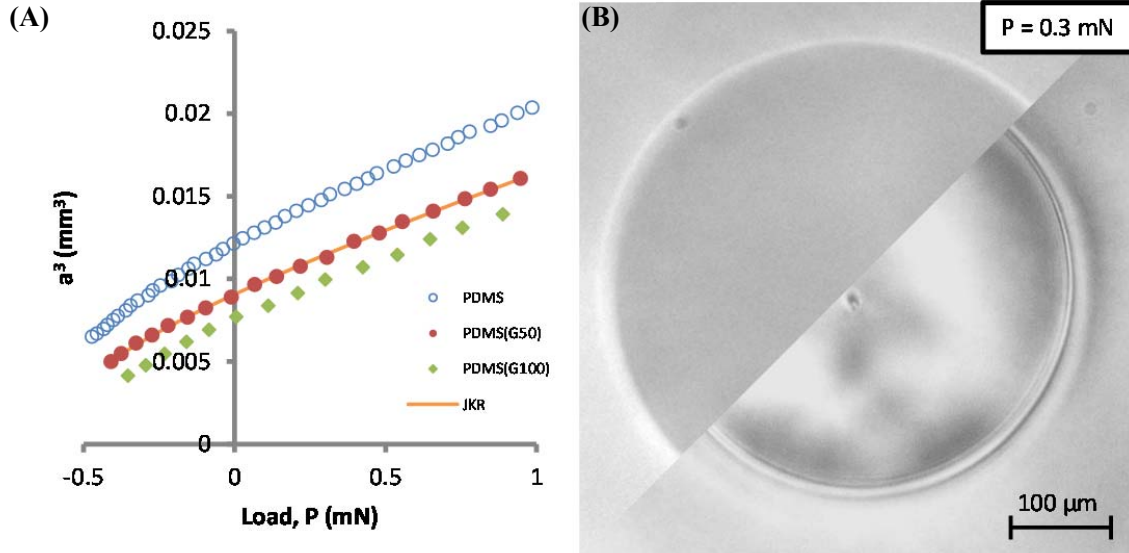 (A)
0.025
0.02
0.015
0.01
0.005
0
-0.5
0
0.5
1
a³ (mm³)
Load, P (mN)
PDMS
PDMS(G50)
PDMS(G100)
JKR
(B)
P = 0.3 mN
100 µm